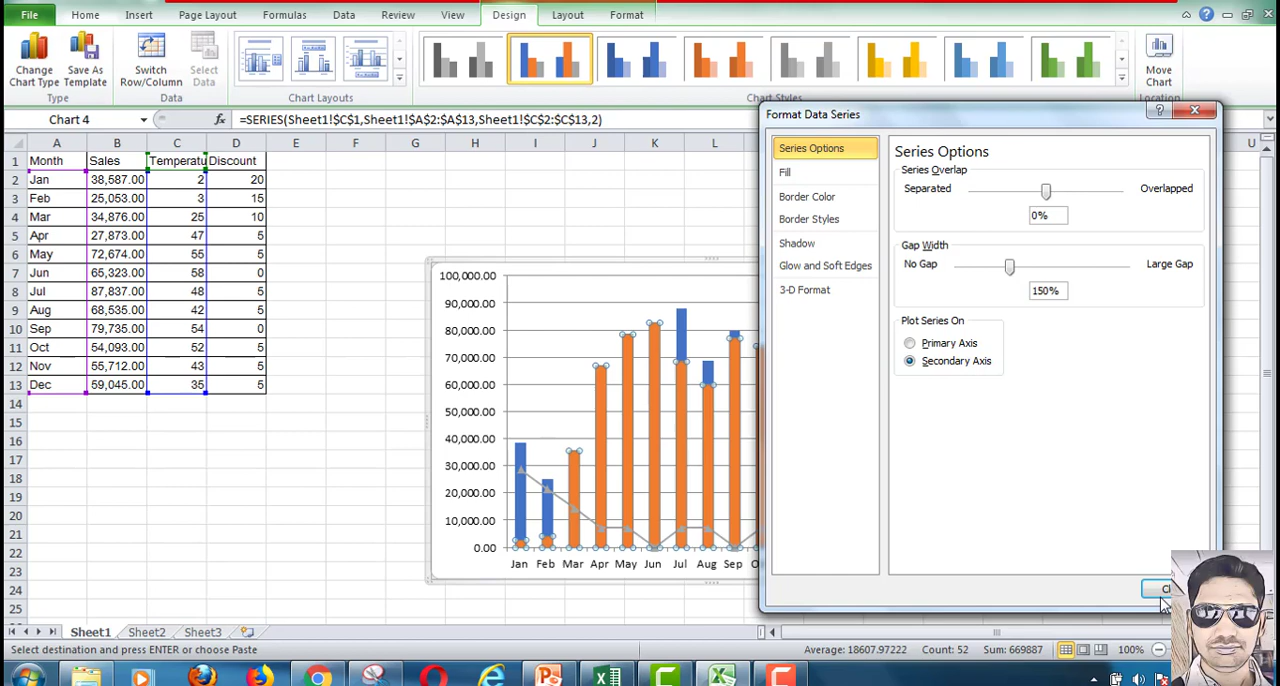 File Home Insert Page Layout Formulas Data Review View Design Layout Format
Change Chart Type
Save As Template
Switch Row/Column
Select Data
Move Chart
Type Data Chart Layouts Chart Styles Location
Chart 4 fx =SERIES(Sheet1!$C$1,Sheet1!$A$2:$A$13,Sheet1!$C$2:$C$13,2)
A B C D E F G H I J K L U
1 Month Sales Temperatu Discount
2 Jan 38,587.00 2 20
3 Feb 25,053.00 3 15
4 Mar 34,876.00 25 10
5 Apr 27,873.00 47 5
6 May 72,674.00 55 5
7 Jun 65,323.00 58 0
8 Jul 87,837.00 48 5
9 Aug 68,535.00 42 5
10 Sep 79,735.00 54 0
11 Oct 54,093.00 52 5
12 Nov 55,712.00 43 5
13 Dec 59,045.00 35 5
14
15
16
17
18
19
20
21
22
23
24
25
100,000.00
90,000.00
80,000.00
70,000.00
60,000.00
50,000.00
40,000.00
30,000.00
20,000.00
10,000.00
0.00
Jan Feb Mar Apr May Jun Jul Aug Sep
Format Data Series
Series Options
Fill
Border Color
Border Styles
Shadow
Glow and Soft Edges
3-D Format
Series Options
Series Overlap
Separated Overlapped
0%
Gap Width
No Gap Large Gap
150%
Plot Series On
Primary Axis
Secondary Axis
Sheet1 Sheet2 Sheet3
Select destination and press ENTER or choose Paste Average: 18607.97222 Count: 52 Sum: 669887 100%